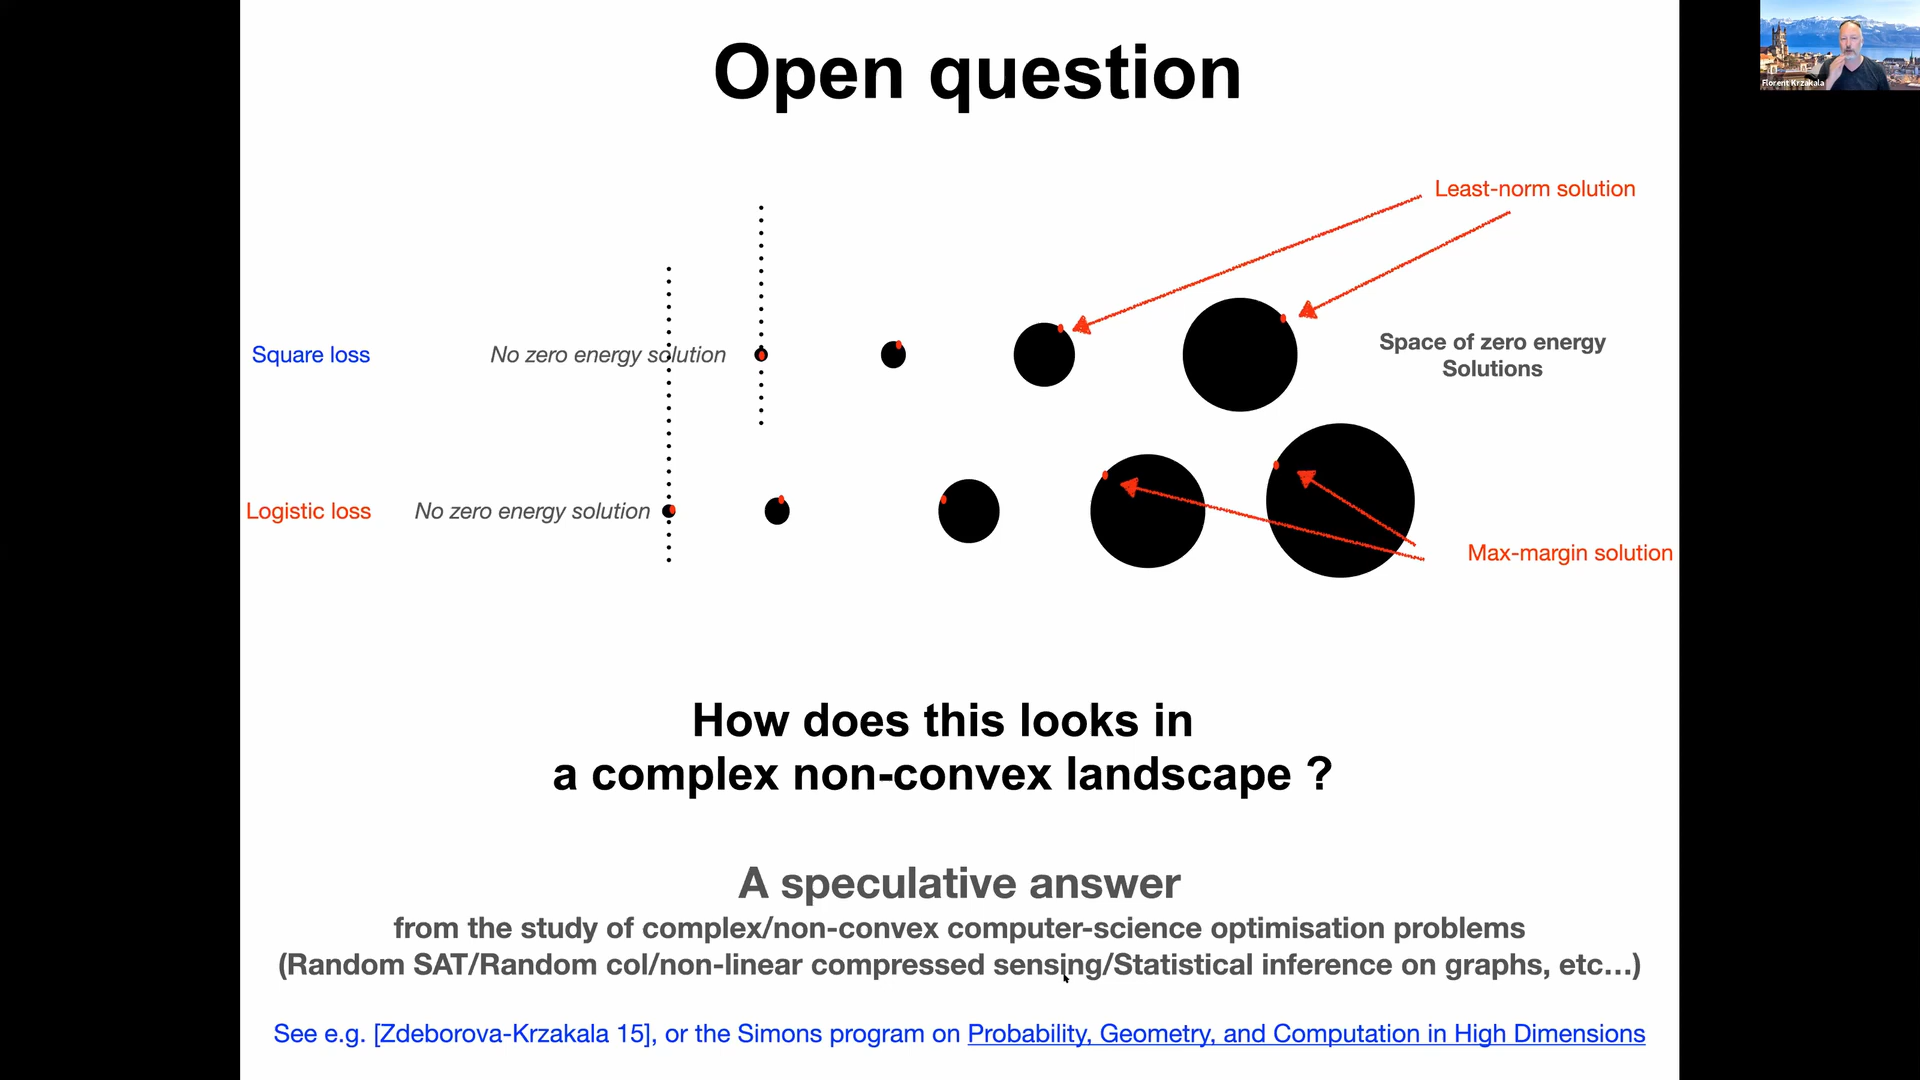 Open question
Florent Krzakala
Least-norm solution
Square loss
No zero energy solution
Space of zero energy
Solutions
Logistic loss
No zero energy solution
Max-margin solution
How does this looks in
a complex non-convex landscape ?
A speculative answer
from the study of complex/non-convex computer-science optimisation problems
(Random SAT/Random col/non-linear compressed sensing/Statistical inference on graphs, etc…)
See e.g. [Zdeborova-Krzakala 15], or the Simons program on Probability, Geometry, and Computation in High Dimensions